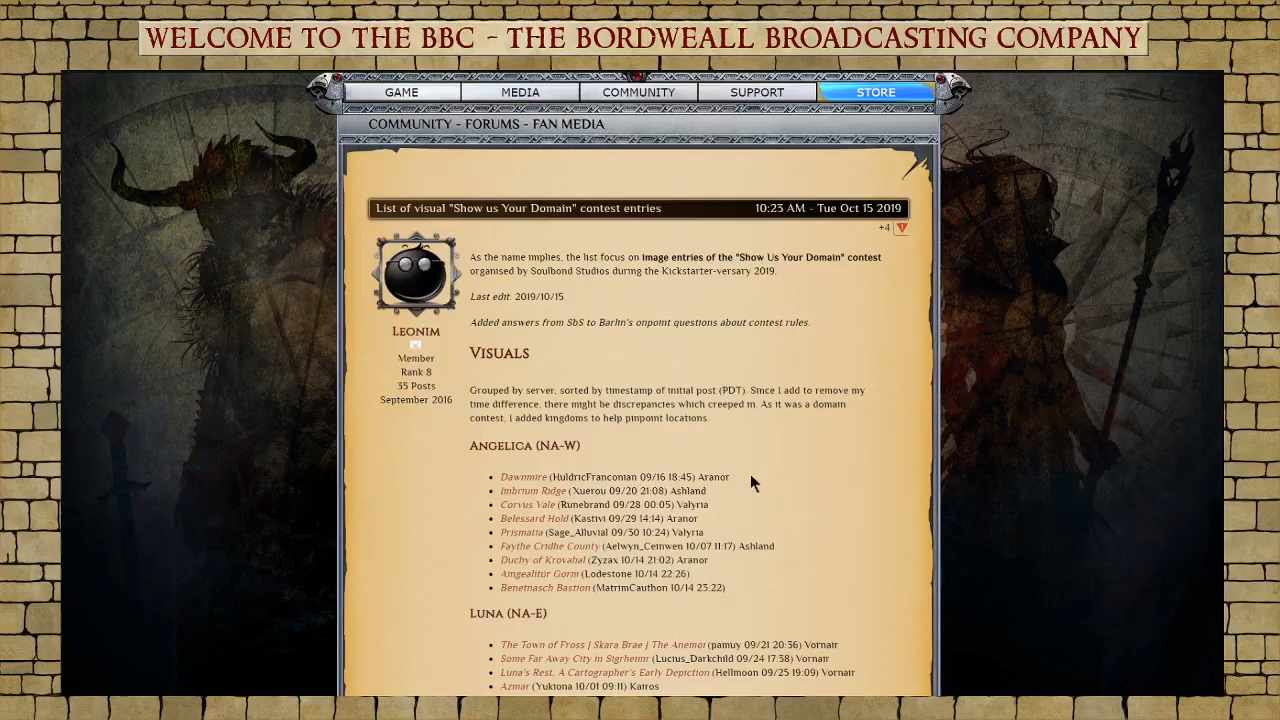 WELCOME TO THE BBC - THE BORDWEALL BROADCASTING COMPANY
GAME MEDIA COMMUNITY SUPPORT STORE
COMMUNITY - FORUMS - FAN MEDIA
List of visual "Show us Your Domain" contest entries 10:23 AM - Tue Oct 15 2019
+4
As the name implies, the list focus on image entries of the "Show Us Your Domain" contest
organised by Soulbond Studios during the Kickstarter-versary 2019.
Last edit: 2019/10/15
Added answers from SbS to Barlin's onpoint questions about contest rules.
LEONIM
Member
Rank 8
35 Posts
September 2016
VISUALS
Grouped by server, sorted by timestamp of initial post (PDT). Since I add to remove my
time difference, there might be discrepancies which creeped in. As it was a domain
contest, I added kingdoms to help pinpoint locations.
ANGELICA (NA-W)
• Dawnmire (HuldricFranconian 09/16 18:45) Aranor
• Imbrium Ridge (Xuerou 09/20 21:08) Ashland
• Corvus Vale (Runebrand 09/28 00:05) Valyria
• Belessard Hold (Kastivi 09/29 14:14) Aranor
• Prismatia (Sage_Alluvial 09/30 10:24) Valyria
• Faythe Cridhe County (Aelwyn_Ceinwen 10/07 11:17) Ashland
• Duchy of Krovahal (Zyzax 10/14 21:02) Aranor
• Aingealitúr Gorm (Lodestone 10/14 22:26)
• Benetnasch Bastion (MatrimCauthon 10/14 23:22)
LUNA (NA-E)
• The Town of Fross | Skara Brae | The Anemoi (pamuy 09/21 20:36) Vornair
• Some Far Away City in Sigrheimr (Lucius_Darkchild 09/24 17:38) Vornair
• Luna's Rest, A Cartographer's Early Depiction (Hellmoon 09/25 19:09) Vornair
• Azmar (Yukiona 10/01 09:11) Kairos